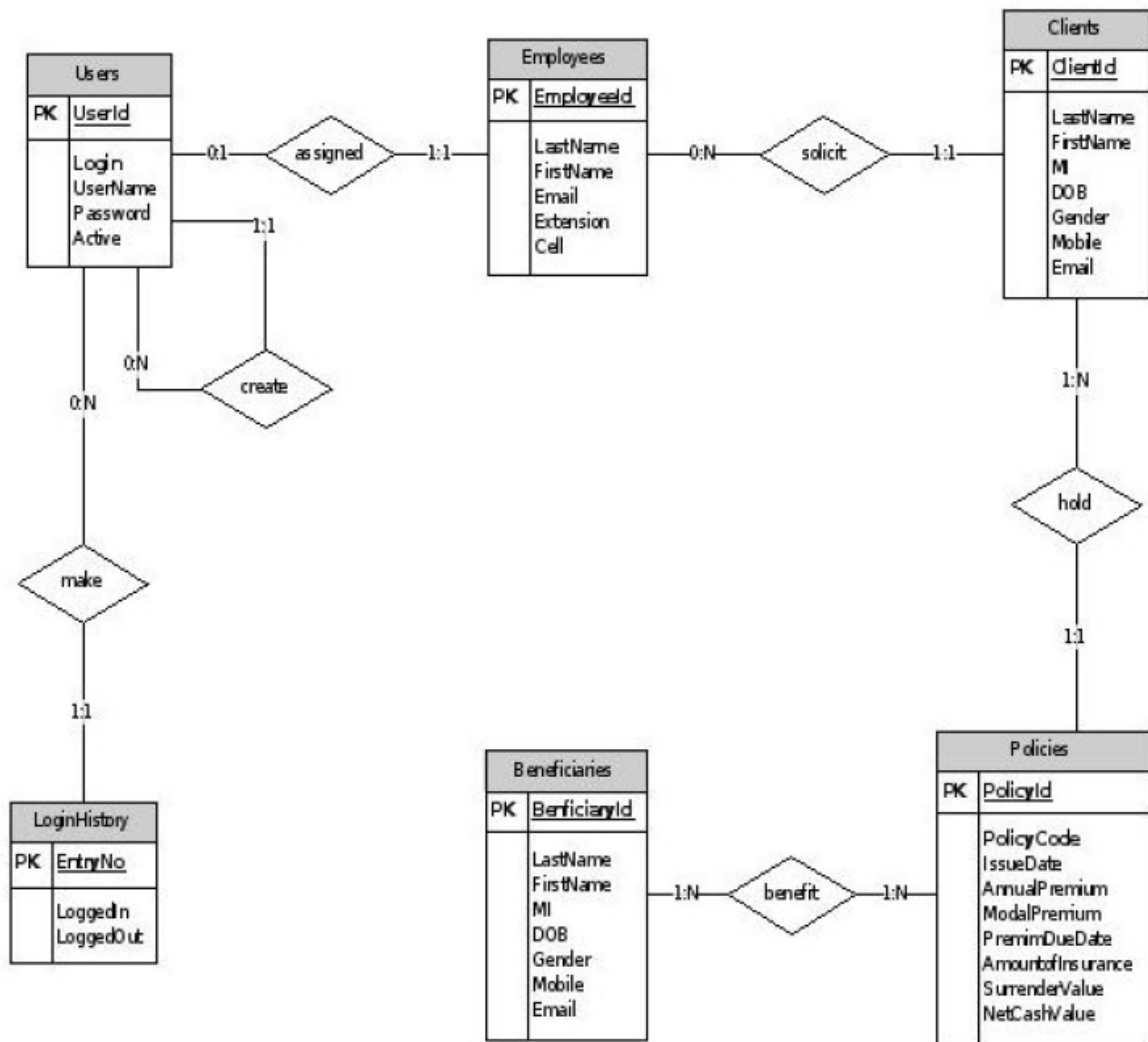 Users
PK UserId
Login
UserName
Password
Active
0:1
assigned
1:1
Employees
PK EmployeeId
LastName
FirstName
Email
Extension
Cell
0:N
solicit
1:1
Clients
PK ClientId
LastName
FirstName
MI
DOB
Gender
Mobile
Email
1:1
0:N
create
0:N
make
1:1
LoginHistory
PK EntryNo
LoggedIn
LoggedOut
1:N
hold
1:1
Beneficiaries
PK BenficiaryId
LastName
FirstName
MI
DOB
Gender
Mobile
Email
1:N
benefit
1:N
Policies
PK PolicyId
PolicyCode
IssueDate
AnnualPremium
ModalPremium
PremimDueDate
AmountofInsurance
SurrenderValue
NetCashValue